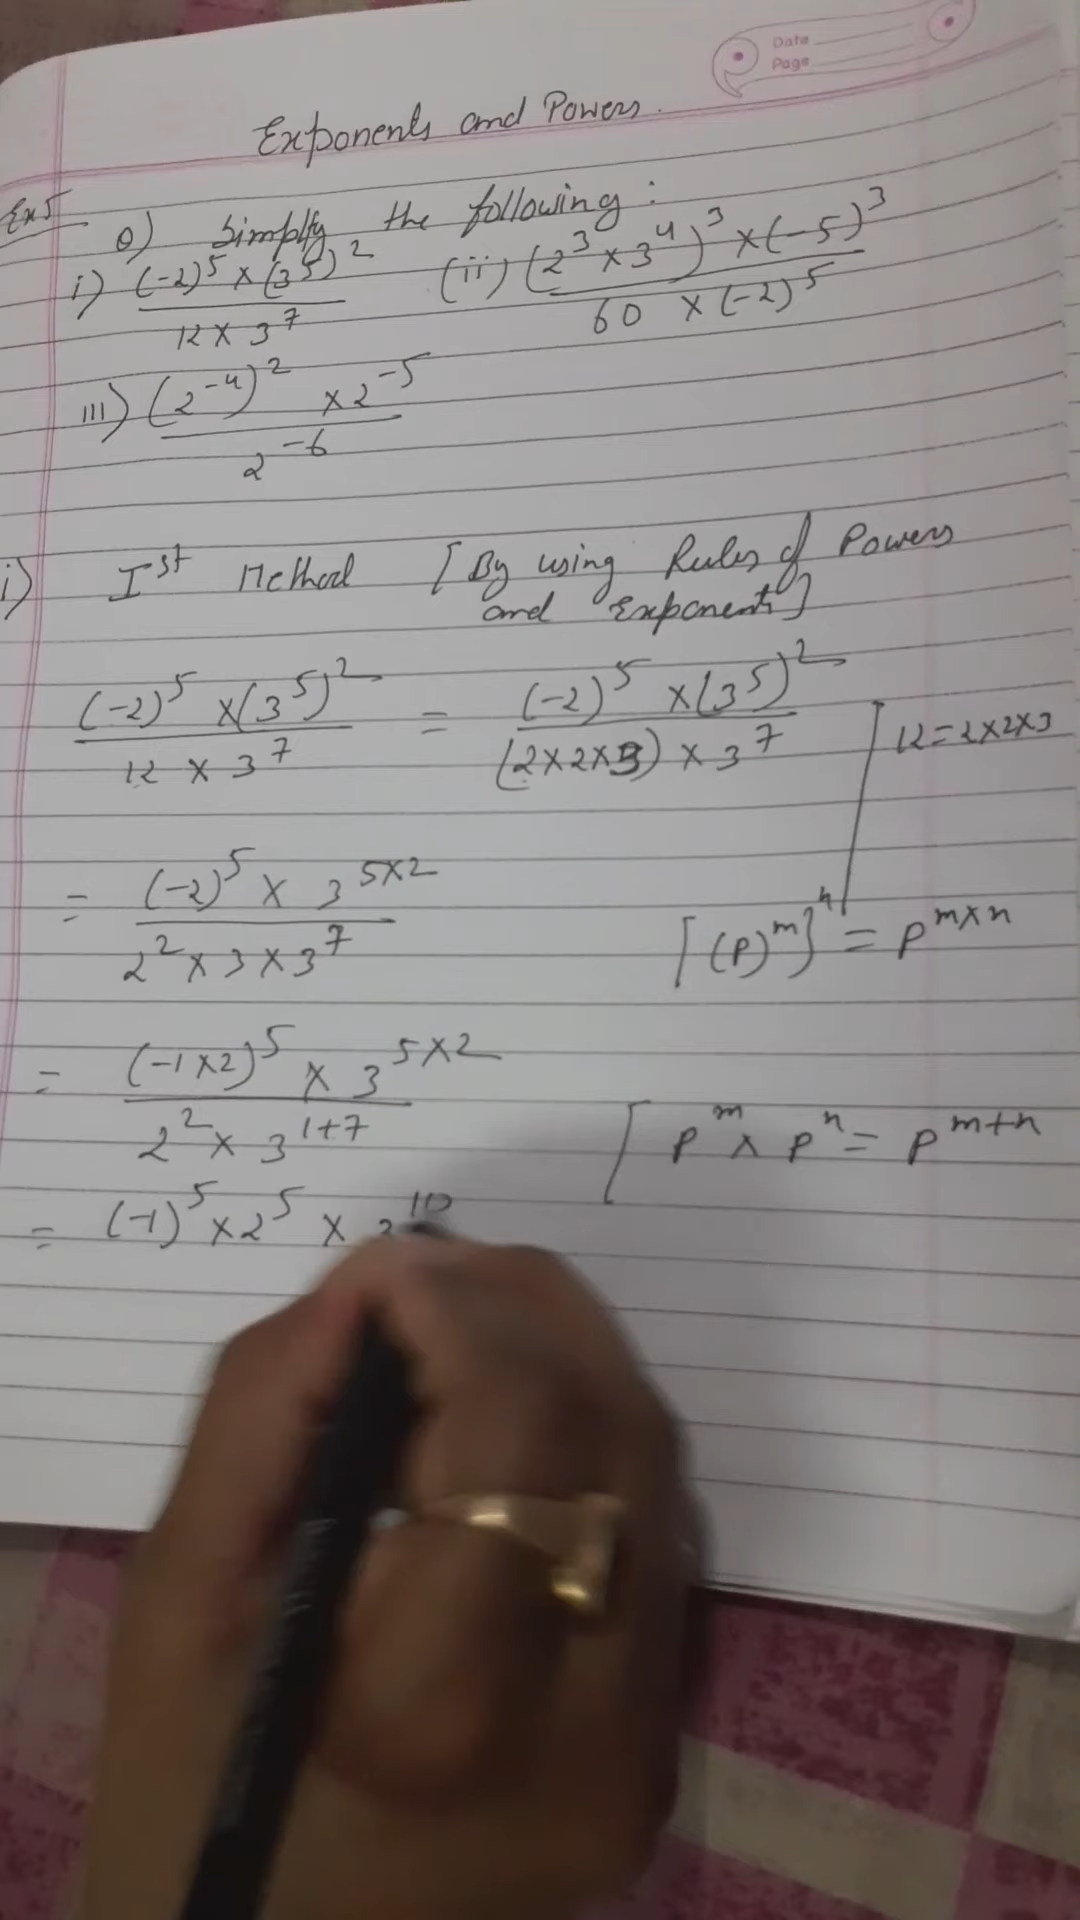 Date
Page
Exponents and Powers.
Ex 5
Q) Simplify the following:
i) (-2)^5 × (3^5)^2 / 12 × 3^7 (ii) (2^3 × 3^4)^3 × (-5)^3 / 60 × (-2)^5
iii) (2^-4)^2 × 2^-5 / 2^-6
i) Ist Method [By using Rules of Powers
and Exponents]
(-2)^5 × (3^5)^2 / 12 × 3^7 = (-2)^5 × (3^5)^2 / (2×2×3) × 3^7 [12 = 2×2×3
= (-2)^5 × 3^5×2 / 2^2 × 3 × 3^7 [(P)^m]^n = P^m×n
= (-1×2)^5 × 3^5×2 / 2^2 × 3^1+7 [P^m × P^n = P^m+n
= (-1)^5 × 2^5 × 3^10